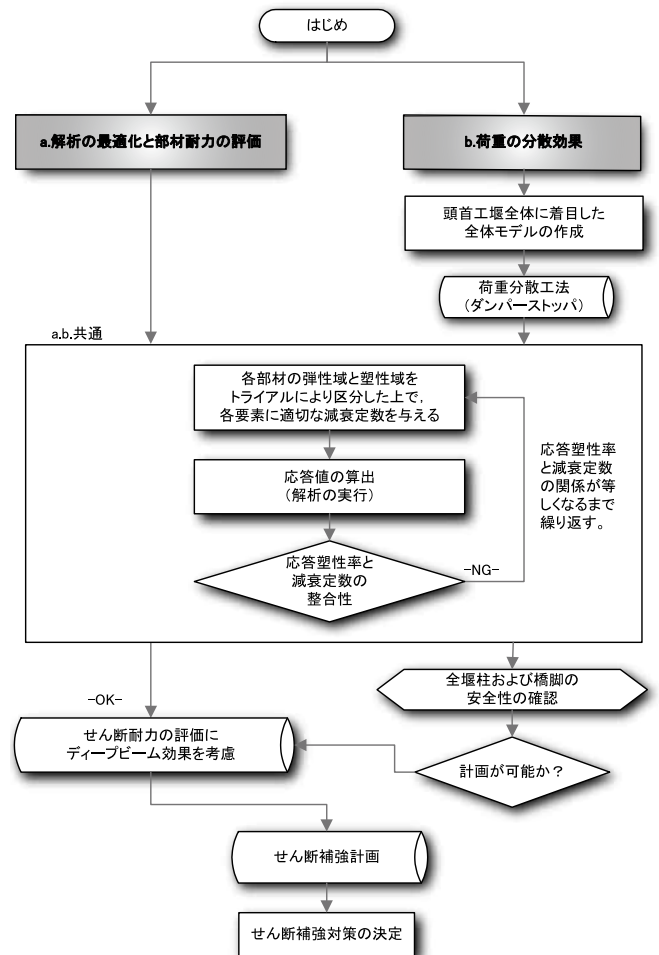 はじめ
a.解析の最適化と部材耐力の評価
b.荷重の分散効果
頭首工堰全体に着目した
全体モデルの作成
荷重分散工法
(ダンパーストッパ)
a.b.共通
各部材の弾性域と塑性域を
トライアルにより区分した上で,
各要素に適切な減衰定数を与える
応答値の算出
(解析の実行)
応答塑性率と
減衰定数の
整合性
-NG-
応答塑性率
と減衰定数
の関係が等
しくなるまで
繰り返す。
-OK-
全堰柱および橋脚の
安全性の確認
せん断耐力の評価に
ディープビーム効果を考慮
計画が可能か？
せん断補強計画
せん断補強対策の決定